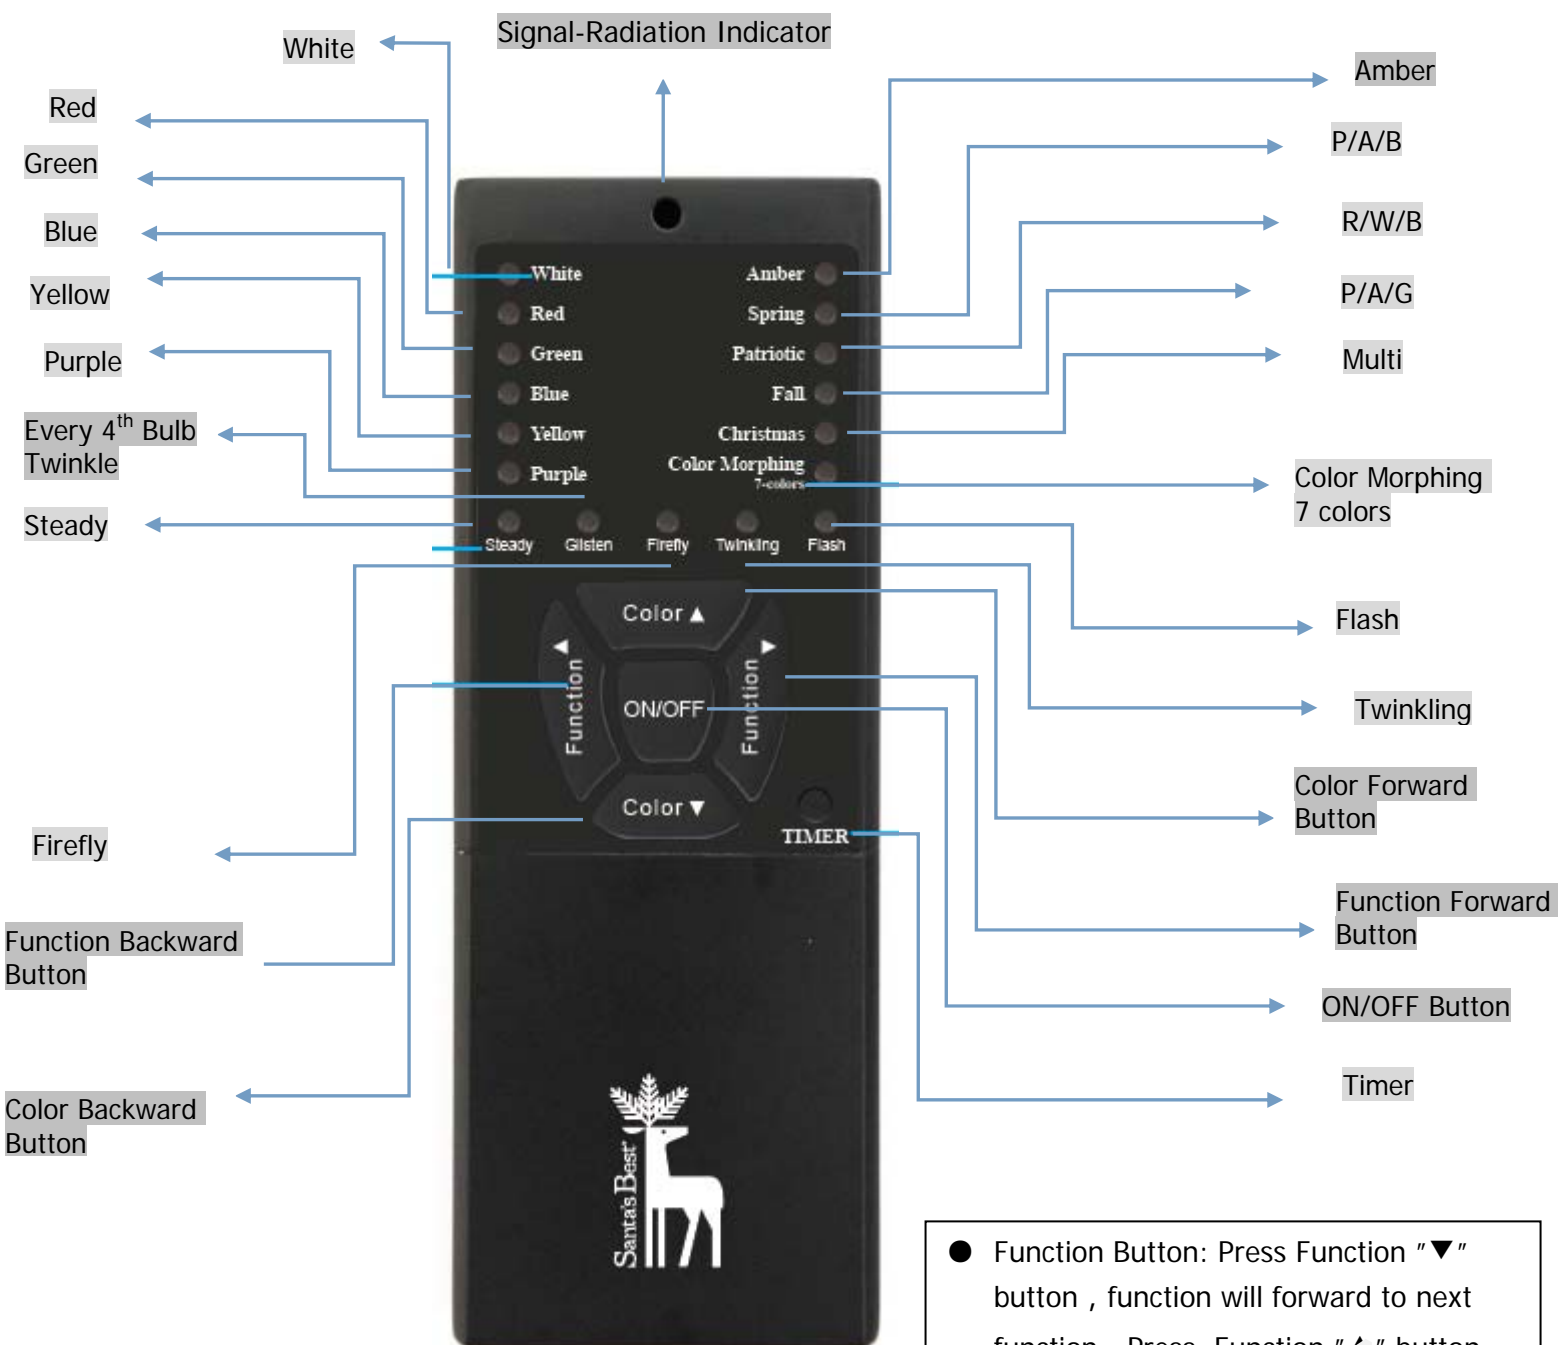 Signal-Radiation Indicator
White
Red
Green
Blue
Yellow
Purple
Every 4th Bulb
Twinkle
Steady
Firefly
Function Backward
Button
Color Backward
Button
White
Red
Green
Blue
Yellow
Purple
Amber
Spring
Patriotic
Fall
Christmas
Color Morphing
7-colors
Steady Glisten Firefly Twinkling Flash
Color ▲
Function ▲
ON/OFF
Function ▼
Color ▼
TIMER
Santa's Best
Amber
P/A/B
R/W/B
P/A/G
Multi
Color Morphing
7 colors
Flash
Twinkling
Color Forward
Button
Function Forward
Button
ON/OFF Button
Timer
● Function Button: Press Function "▼"
button , function will forward to next
function Press Function " " button